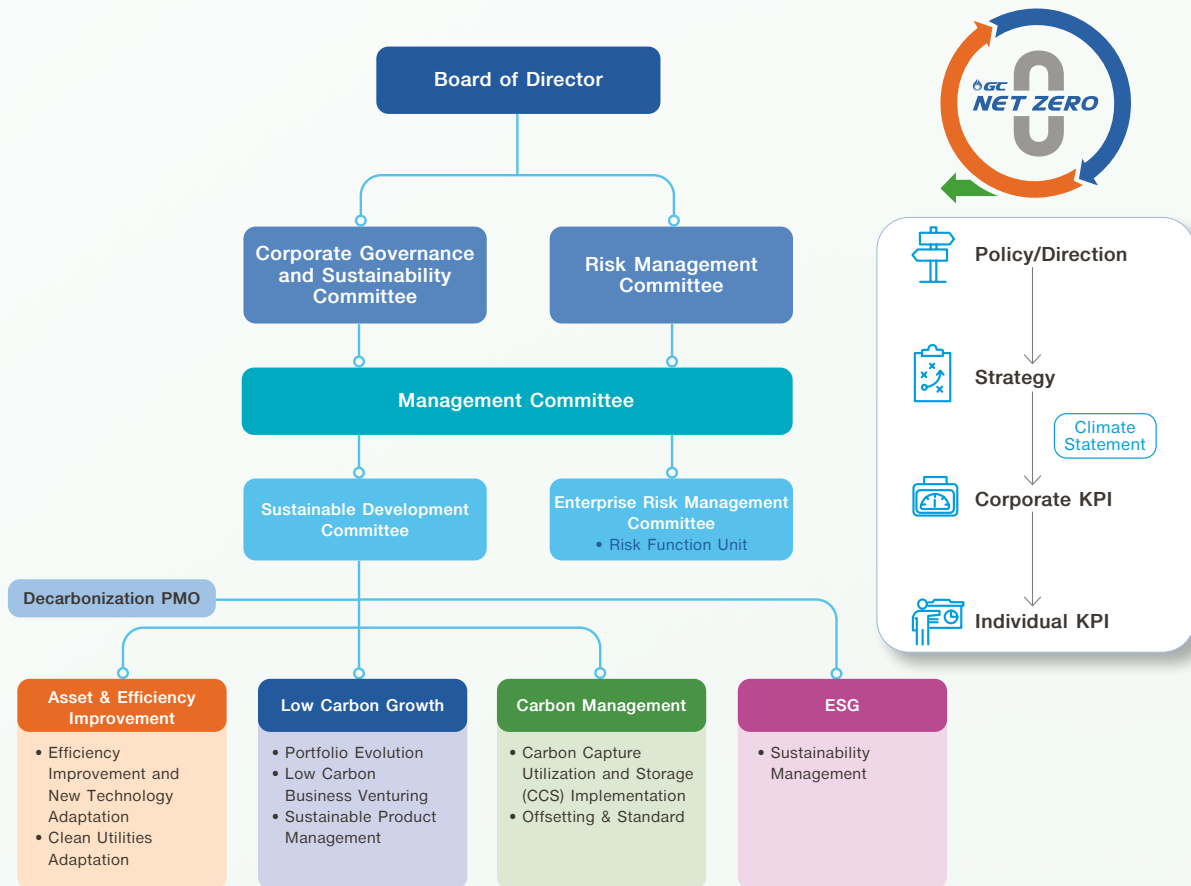 Board of Director
GC
NET ZERO
Corporate Governance
and Sustainability
Committee
Risk Management
Committee
Management Committee
Sustainable Development
Committee
Enterprise Risk Management
Committee
• Risk Function Unit
Decarbonization PMO
Asset & Efficiency
Improvement
• Efficiency
Improvement and
New Technology
Adaptation
• Clean Utilities
Adaptation
Low Carbon Growth
• Portfolio Evolution
• Low Carbon
Business Venturing
• Sustainable Product
Management
Carbon Management
• Carbon Capture
Utilization and Storage
(CCS) Implementation
• Offsetting & Standard
ESG
• Sustainability
Management
Policy/Direction
Strategy
Climate
Statement
Corporate KPI
Individual KPI